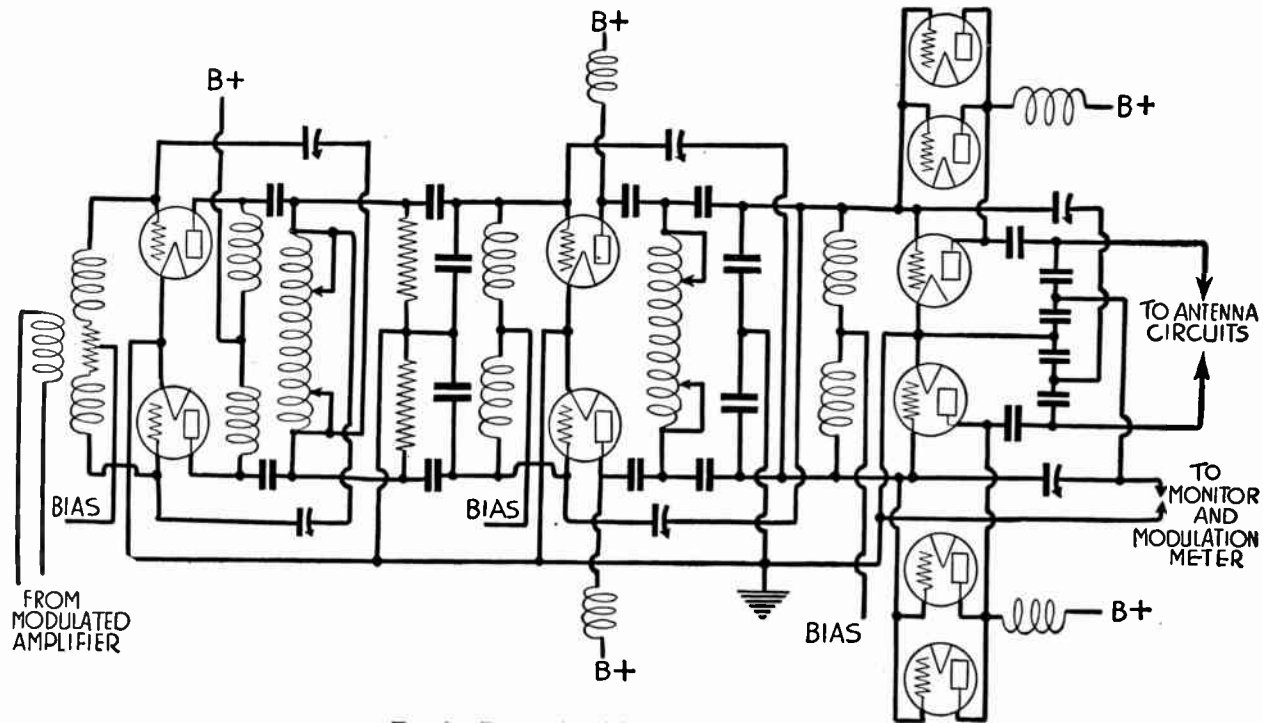 B+
B+
B+
TO ANTENNA
CIRCUITS
BIAS
BIAS
TO
MONITOR
AND
MODULATION
METER
FROM
MODULATED
AMPLIFIER
BIAS
B+
B+